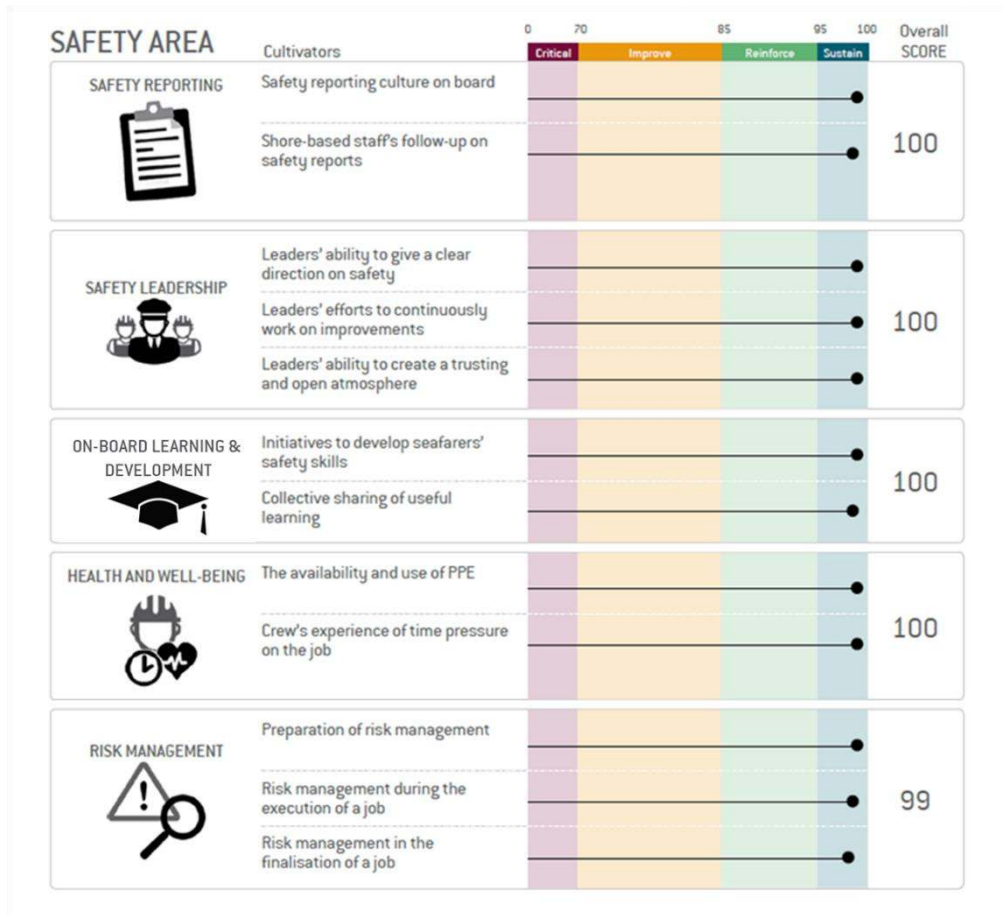 0 70 85 95 100 Overall
SAFETY AREA Cultivators Critical Improve Reinforce Sustain SCORE
SAFETY REPORTING
Safety reporting culture on board
Shore-based staff's follow-up on
safety reports
100
SAFETY LEADERSHIP
Leaders' ability to give a clear
direction on safety
Leaders' efforts to continuously
work on improvements
Leaders' ability to create a trusting
and open atmosphere
100
ON-BOARD LEARNING &
DEVELOPMENT
Initiatives to develop seafarers'
safety skills
Collective sharing of useful
learning
100
HEALTH AND WELL-BEING
The availability and use of PPE
Crew's experience of time pressure
on the job
100
RISK MANAGEMENT
Preparation of risk management
Risk management during the
execution of a job
Risk management in the
finalisation of a job
99